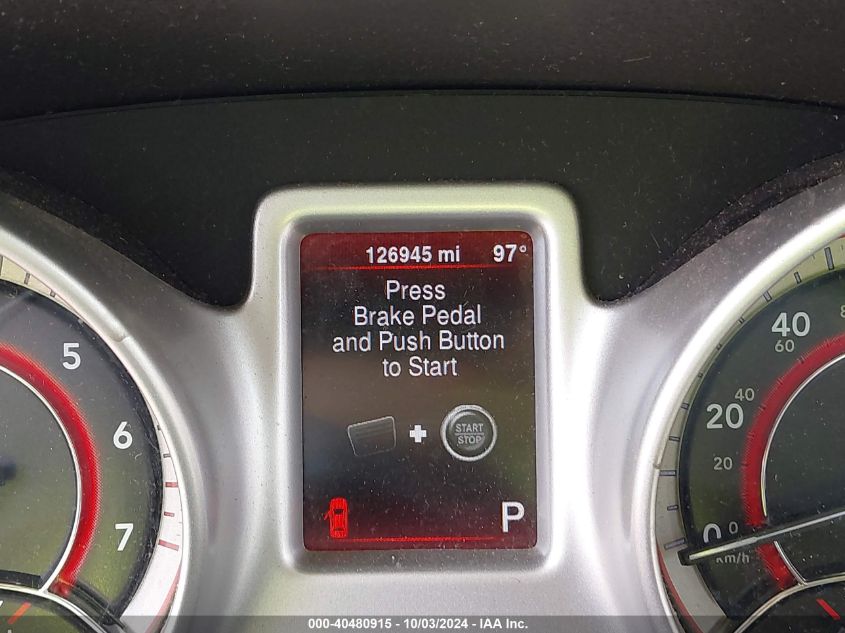 126945 mi 97°
Press
Brake Pedal
and Push Button
to Start
START
STOP
P
5
6
7
40
60
20
40
20
0
0
km/h
000-40480915 - 10/03/2024 - IAA Inc.